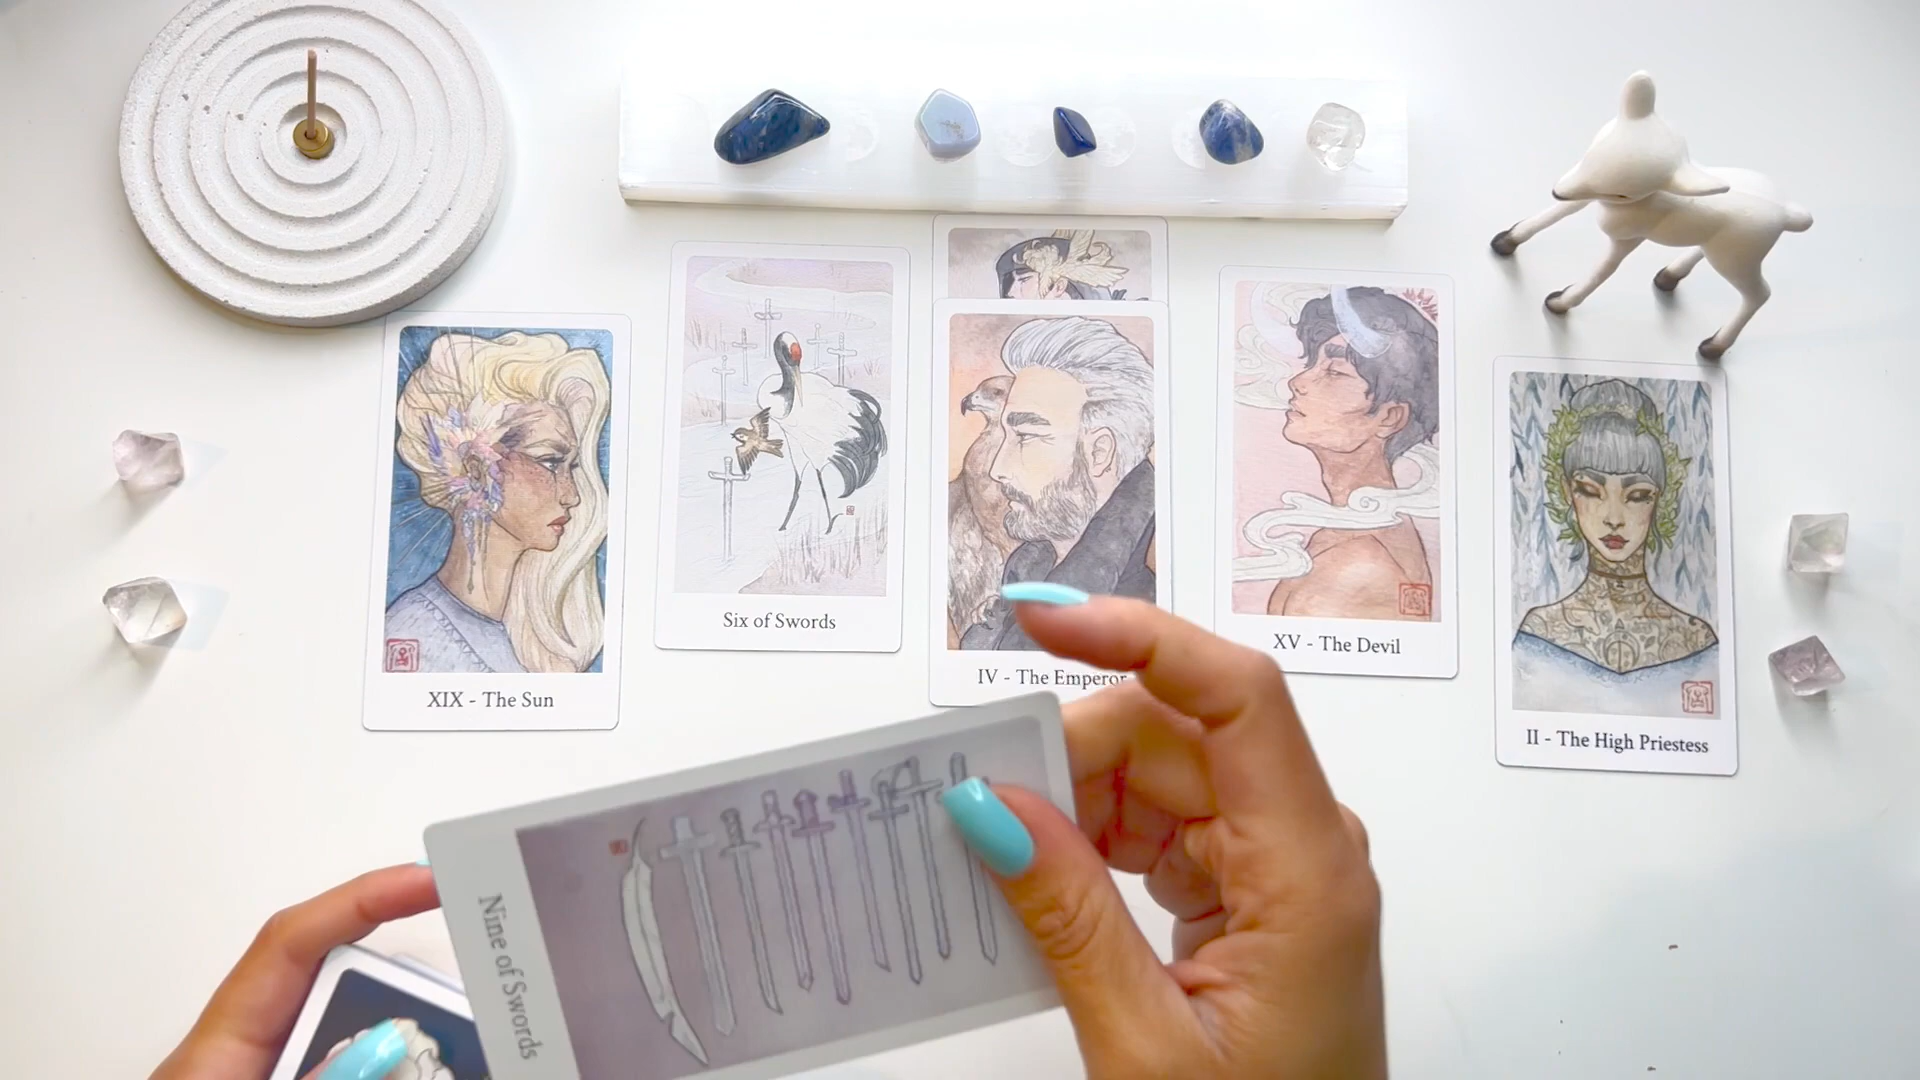 XIX - The Sun
Six of Swords
IV - The Emperor
XV - The Devil
II - The High Priestess
Nine of Swords